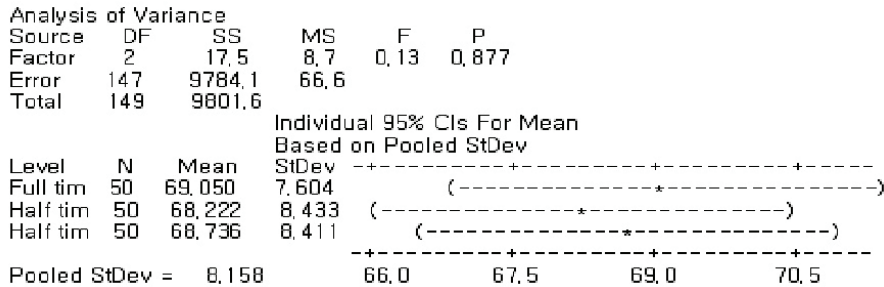 Analysis of Variance
Source DF SS MS F P
Factor 2 17,5 8,7 0,13 0,877
Error 147 9784,1 66,6
Total 149 9801,6
Individual 95% CIs For Mean
Based on Pooled StDev
Level N Mean StDev -+---------+---------+---------+-----
Full tim 50 69,050 7,604 (--------------*---------------)
Half tim 50 68,222 8,433 (--------------*--------------)
Half tim 50 68,736 8,411 (--------------*--------------)
-+---------+---------+---------+-----
Pooled StDev = 8,158 66,0 67,5 69,0 70,5